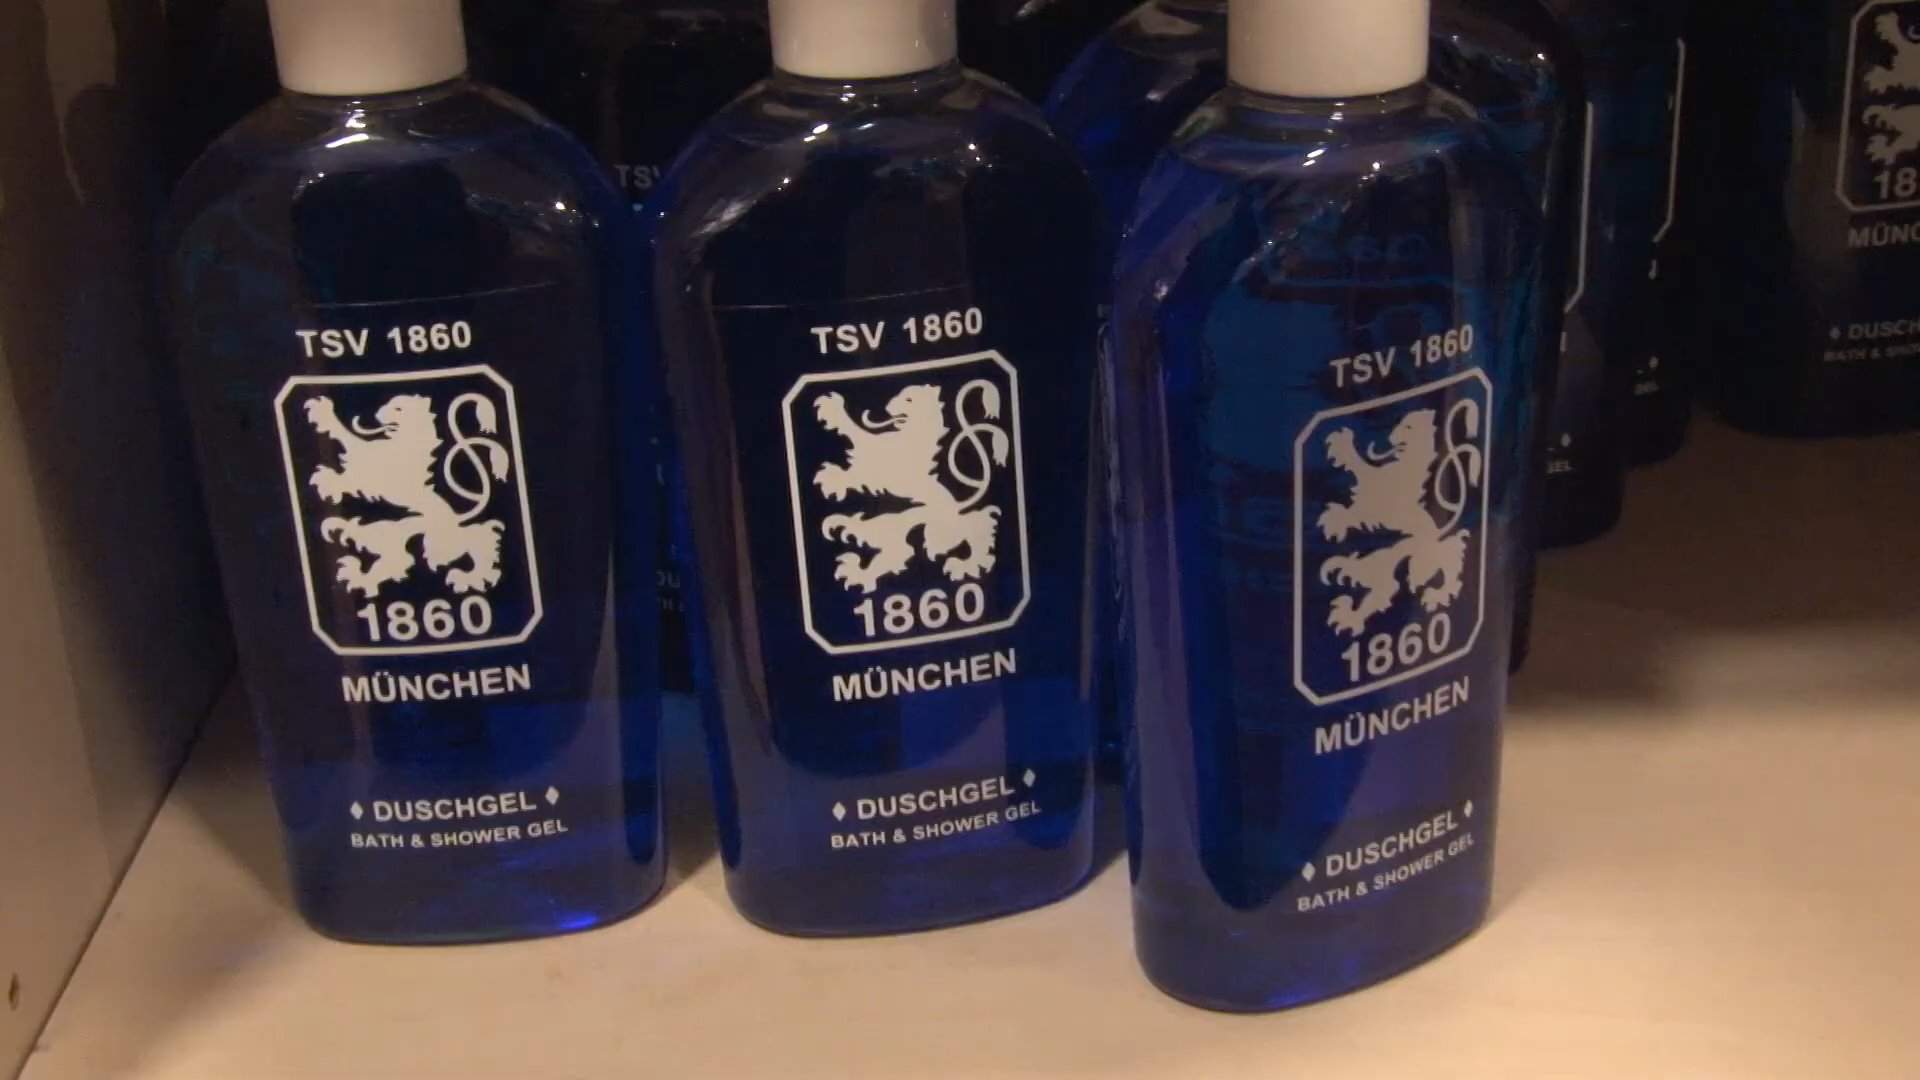 TSV 1860
1860
MÜNCHEN
DUSCHGEL
BATH & SHOWER GEL
TSV 1860
1860
MÜNCHEN
DUSCHGEL
BATH & SHOWER GEL
TSV 1860
1860
MÜNCHEN
DUSCHGEL
BATH & SHOWER GEL